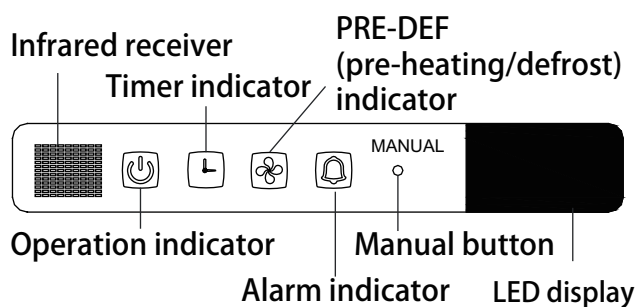 PRE-DEF
(pre-heating/defrost)
indicator
Infrared receiver
Timer indicator
MANUAL
Operation indicator
Manual button
Alarm indicator
LED display